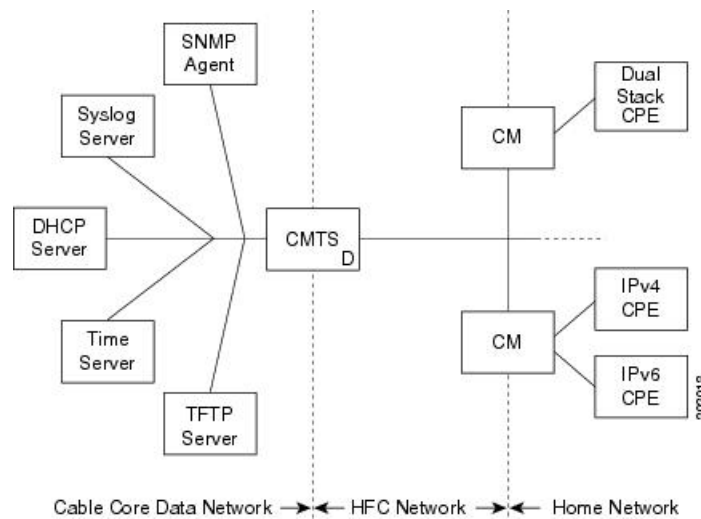 SNMP
Agent
Syslog
Server
DHCP
Server
Time
Server
TFTP
Server
CMTS
D
CM
Dual
Stack
CPE
CM
IPv4
CPE
IPv6
CPE
Cable Core Data Network
HFC Network
Home Network